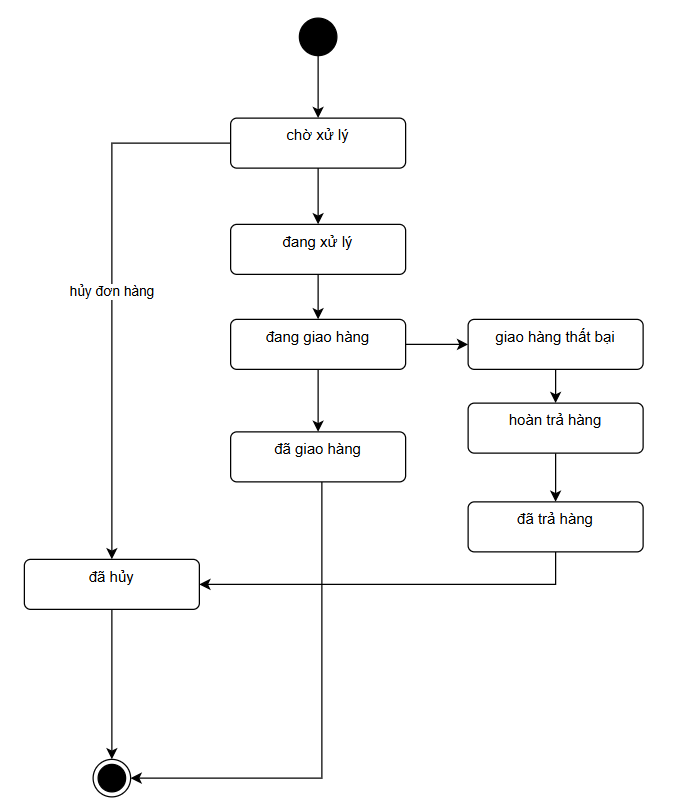 chờ xử lý
đang xử lý
hủy đơn hàng
đang giao hàng
giao hàng thất bại
hoàn trả hàng
đã giao hàng
đã trả hàng
đã hủy